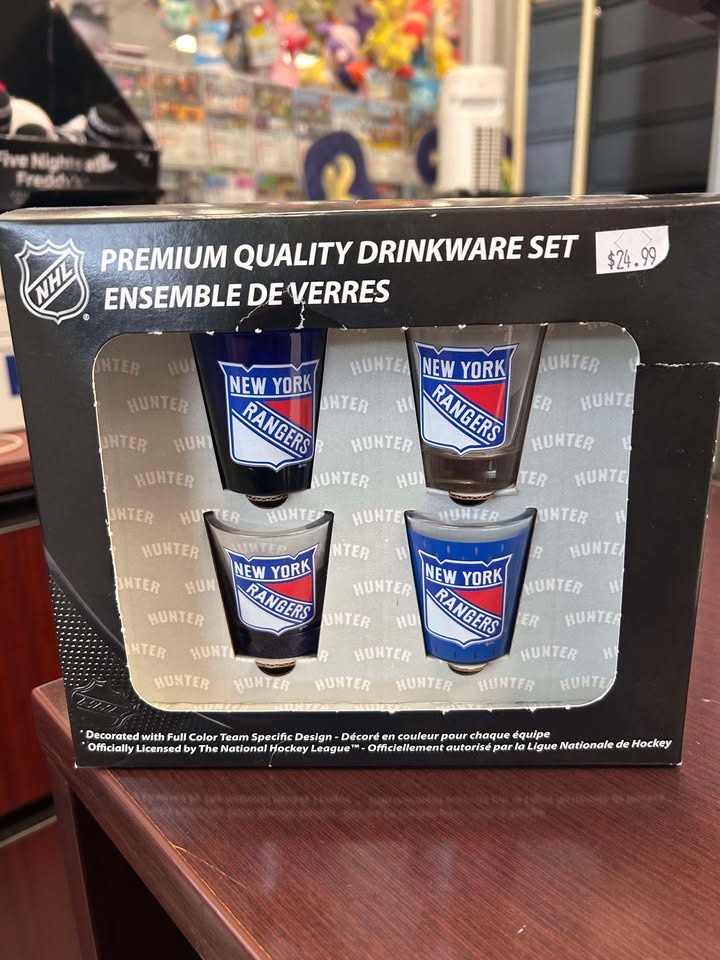 Five Nights at
Freddy's
NHL
PREMIUM QUALITY DRINKWARE SET
ENSEMBLE DE VERRES
$24.99
NEW YORK
RANGERS
NEW YORK
RANGERS
NEW YORK
RANGERS
NEW YORK
RANGERS
HUNTER
* Decorated with Full Color Team Specific Design - Décoré en couleur pour chaque équipe
* Officially Licensed by The National Hockey League™ - Officiellement autorisé par la Ligue Nationale de Hockey